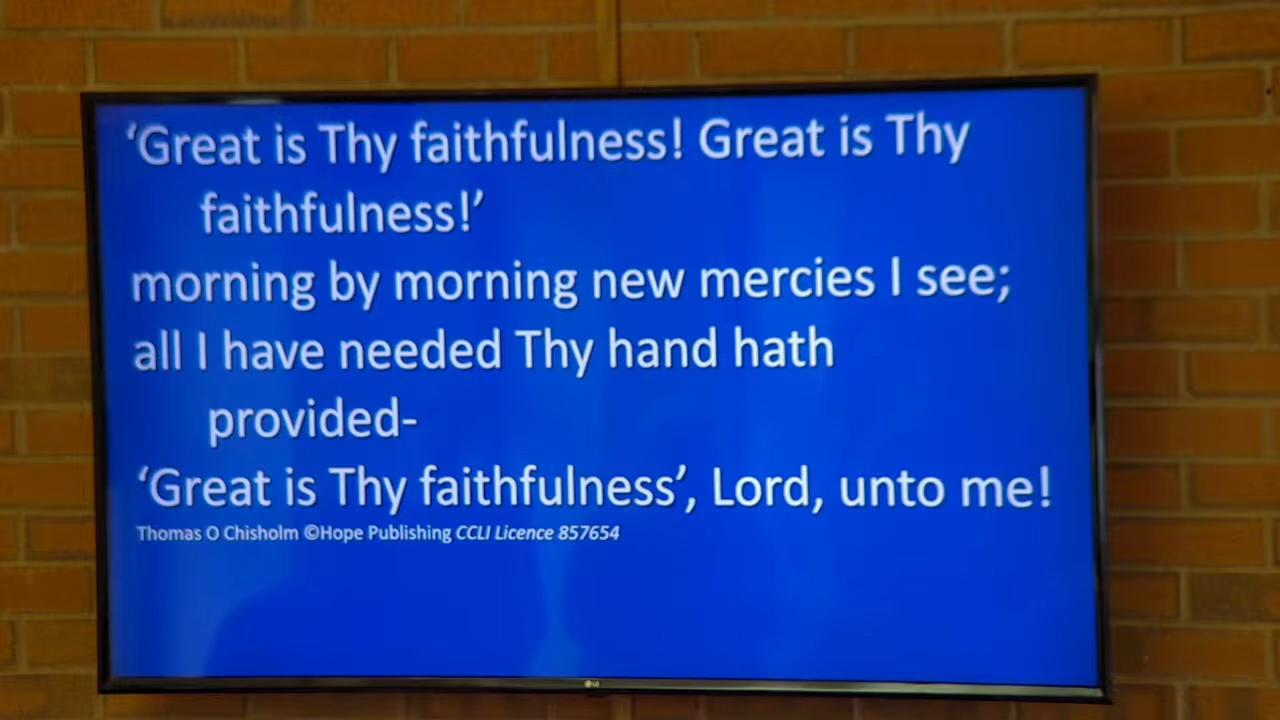 ‘Great is Thy faithfulness! Great is Thy
faithfulness!’
morning by morning new mercies I see;
all I have needed Thy hand hath
provided-
‘Great is Thy faithfulness’, Lord, unto me!
Thomas O Chisholm ©Hope Publishing CCLI Licence 857654
LG